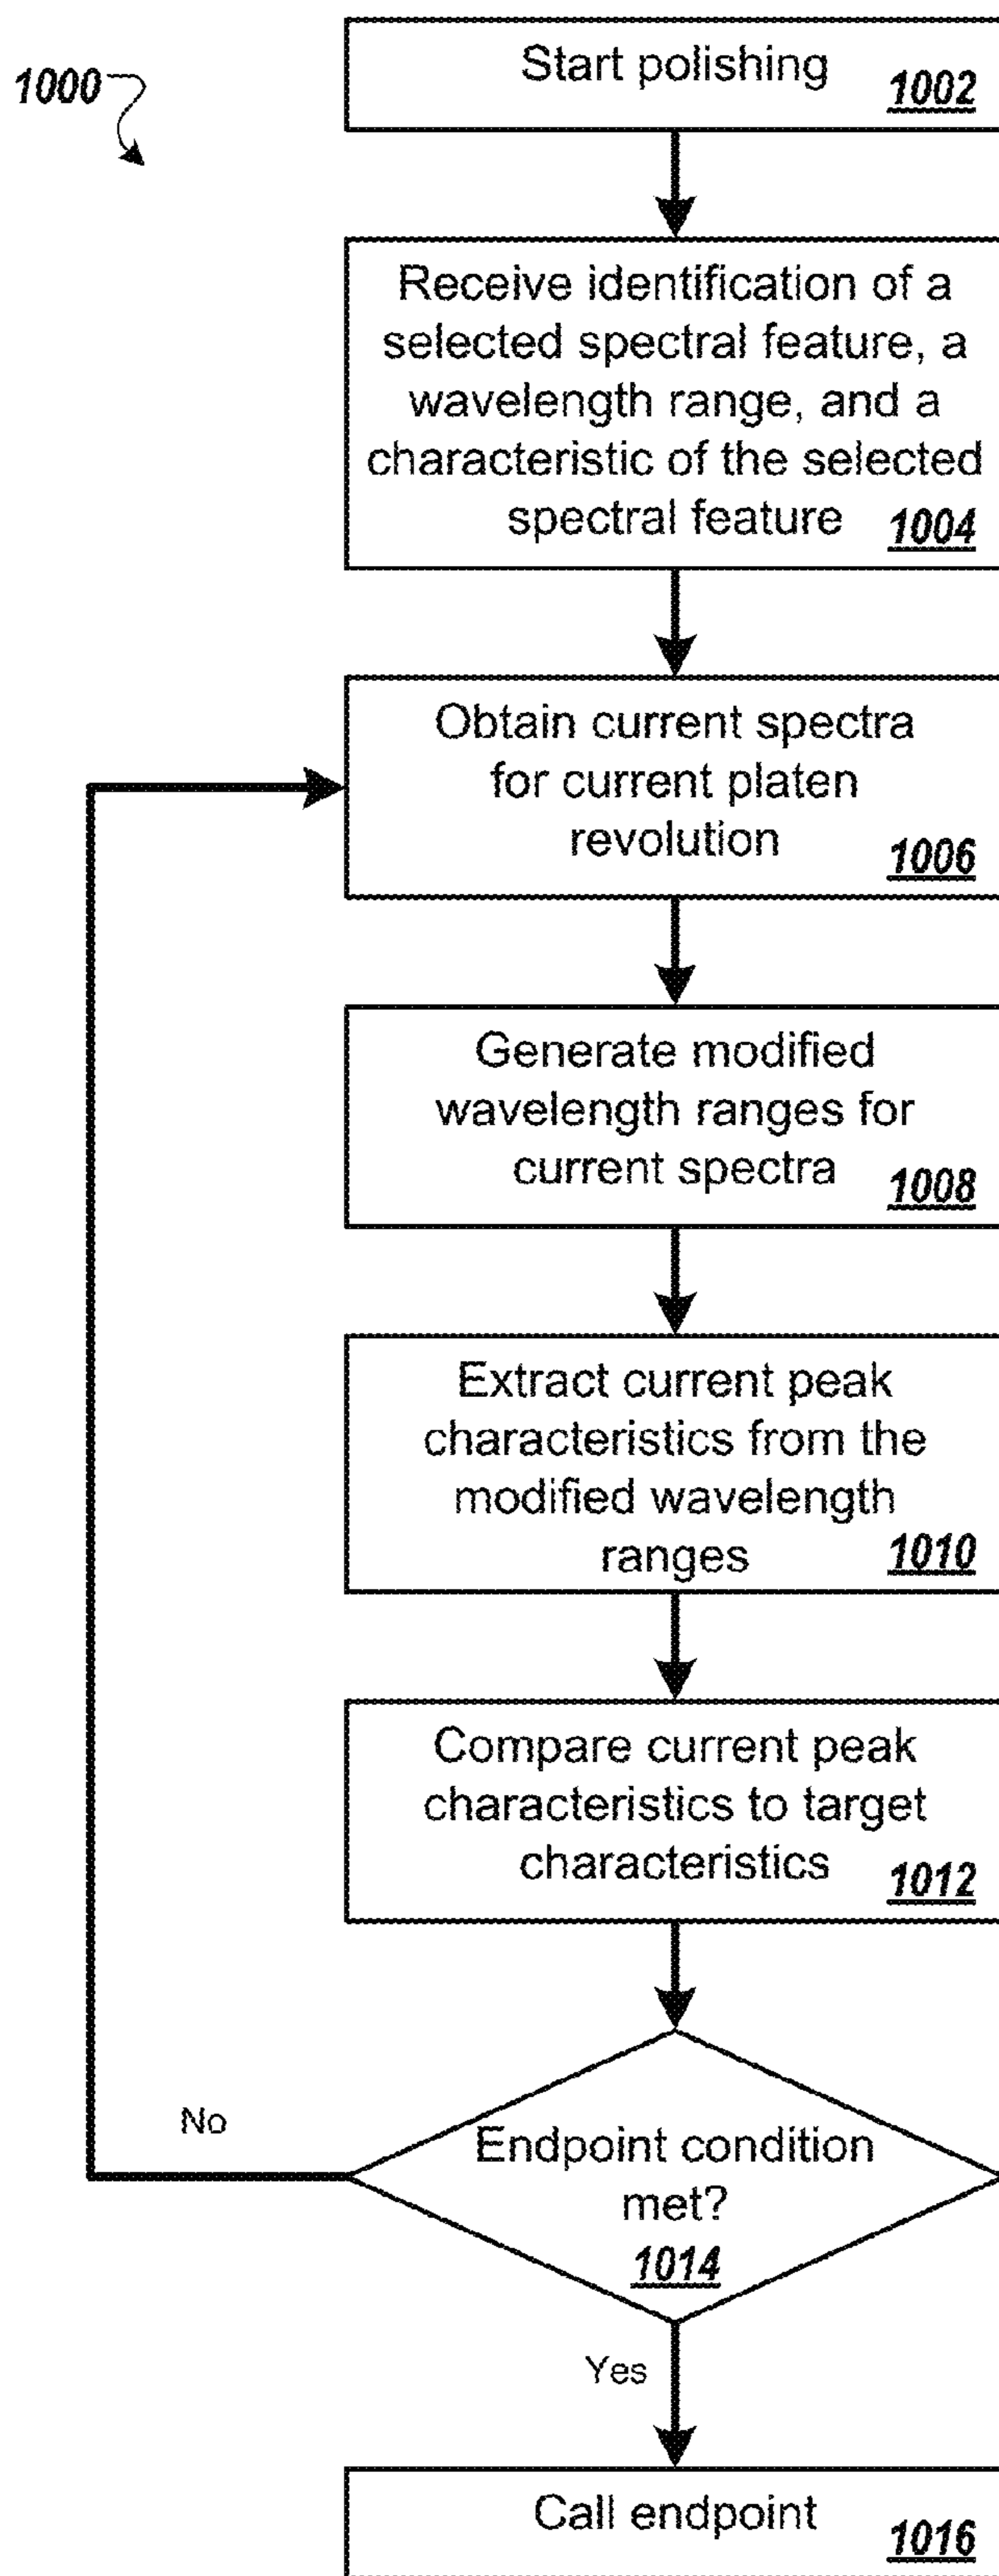 1000
Start polishing
1002
Receive identification of a
selected spectral feature, a
wavelength range, and a
characteristic of the selected
spectral feature
1004
Obtain current spectra
for current platen
revolution
1006
Generate modified
wavelength ranges for
current spectra
1008
Extract current peak
characteristics from the
modified wavelength
ranges
1010
Compare current peak
characteristics to target
characteristics
1012
Endpoint condition
met?
1014
No
Yes
Call endpoint
1016